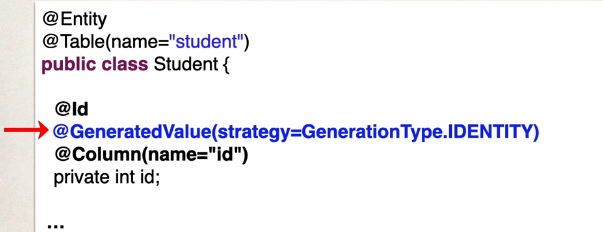 @Entity
@Table(name="student")
public class Student {
@Id
@GeneratedValue(strategy=GenerationType.IDENTITY)
@Column(name="id")
private int id;
...